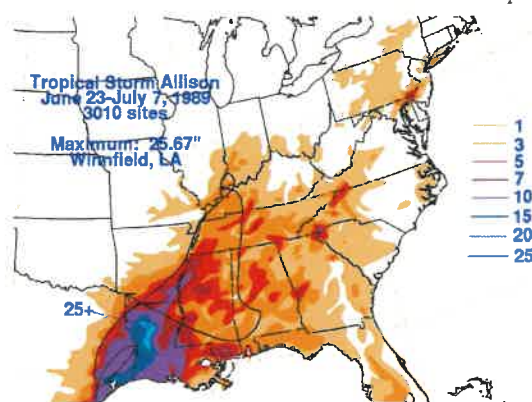 Tropical Storm Allison
June 23-July 7, 1989
3010 sites
Maximum: 25.67"
Winnfield, LA
1
3
5
7
10
15
20
25
25+